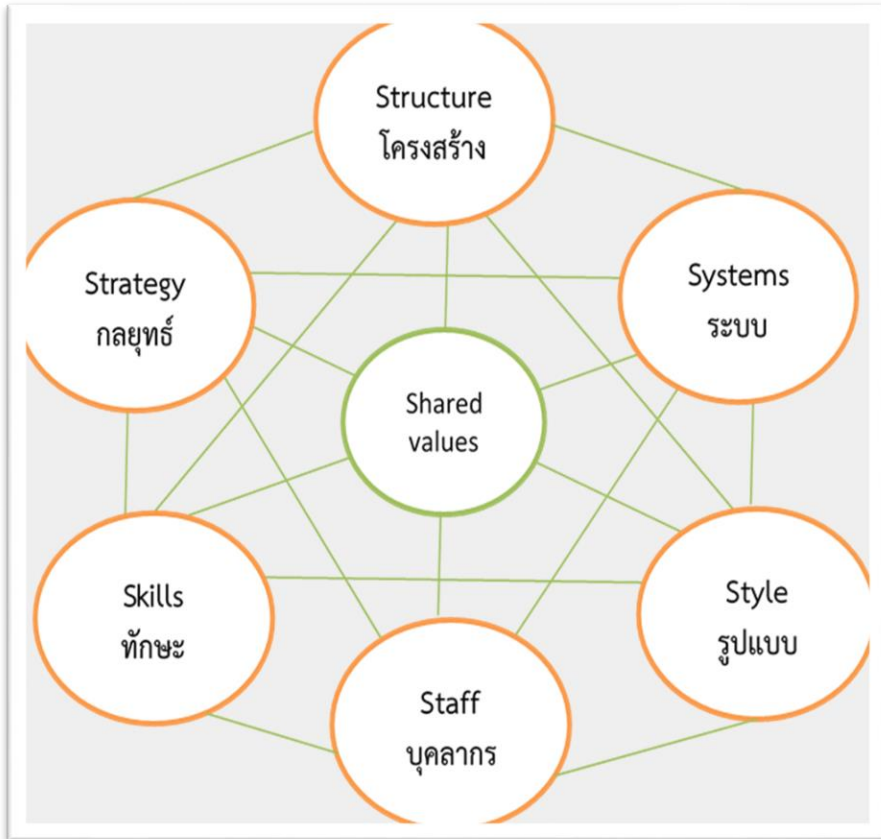 Structure
โครงสร้าง
Strategy
กลยุทธ์
Systems
ระบบ
Shared
values
Skills
ทักษะ
Style
รูปแบบ
Staff
บุคลากร